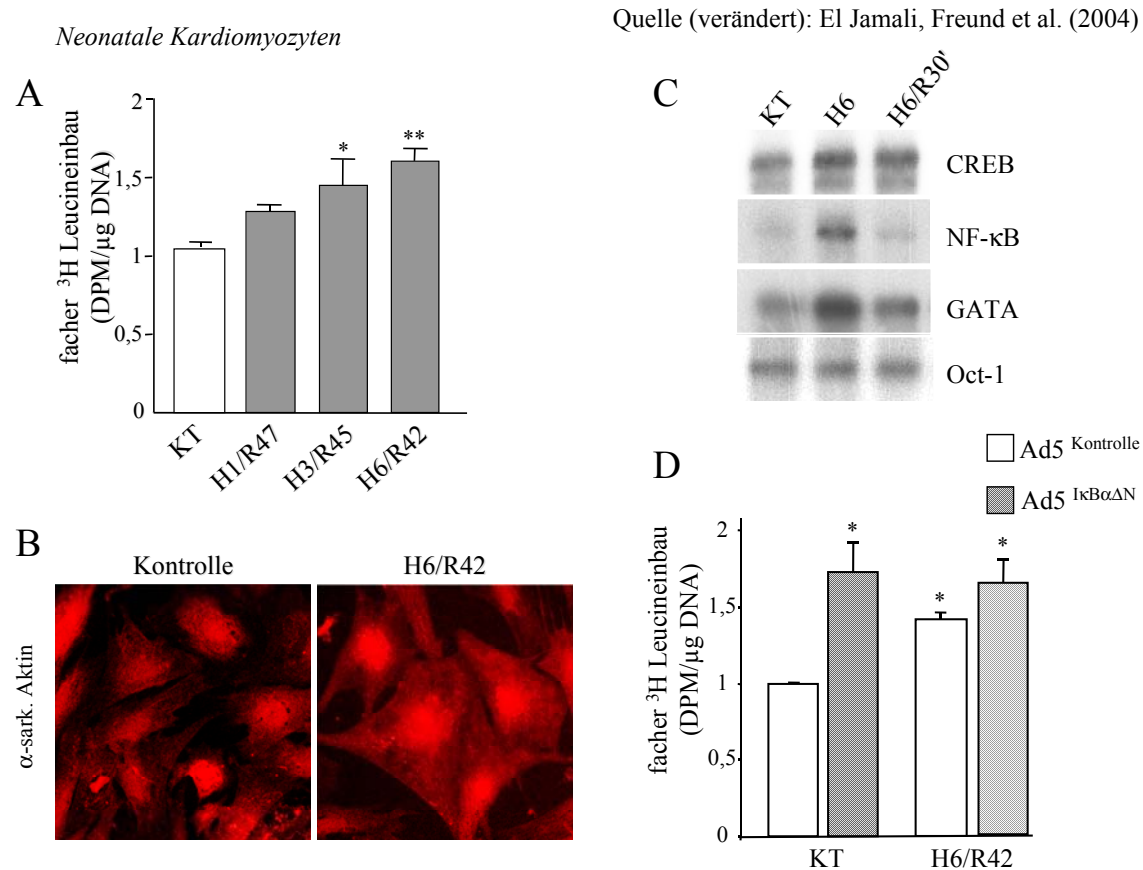 Quelle (verändert): El Jamali, Freund et al. (2004)
Neonatale Kardiomyozyten
A
facher ³H Leucineinbau
(DPM/µg DNA)
2
1,5
1
0,5
0
*
**
KT
H1/R47
H3/R45
H6/R42
B
Kontrolle
H6/R42
α-sark. Aktin
C
KT
H6
H6/R30'
CREB
NF-κB
GATA
Oct-1
D
Ad5 Kontrolle
Ad5 IκBαΔN
facher ³H Leucineinbau
(DPM/µg DNA)
2
1,5
1
0,5
0
*
*
*
KT
H6/R42